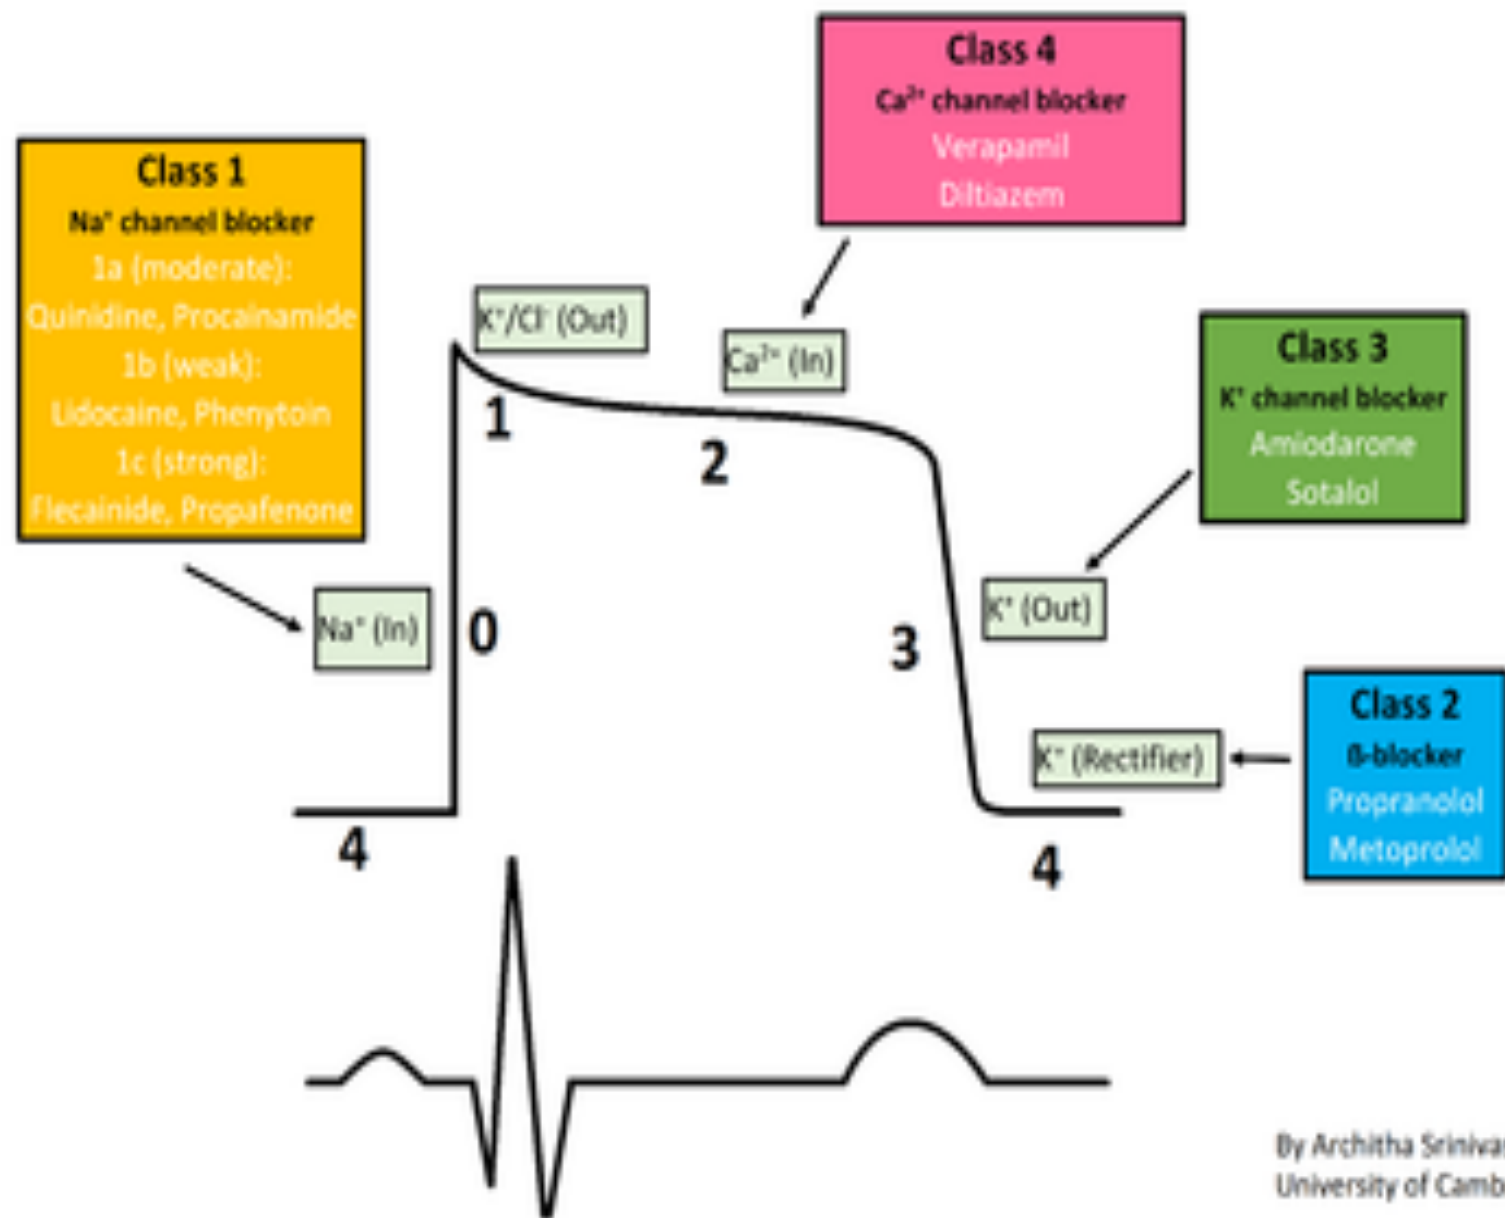 Class 4
Ca²⁺ channel blocker
Verapamil
Diltiazem
Class 1
Na⁺ channel blocker
1a (moderate):
Quinidine, Procainamide
1b (weak):
Lidocaine, Phenytoin
1c (strong):
Flecainide, Propafenone
K⁺/Cl⁻ (Out)
Ca²⁺ (In)
Class 3
K⁺ channel blocker
Amiodarone
Sotalol
1
2
Na⁺ (In)
0
3
K⁺ (Out)
K⁺ (Rectifier)
Class 2
ß-blocker
Propranolol
Metoprolol
4
4
By Architha
University of